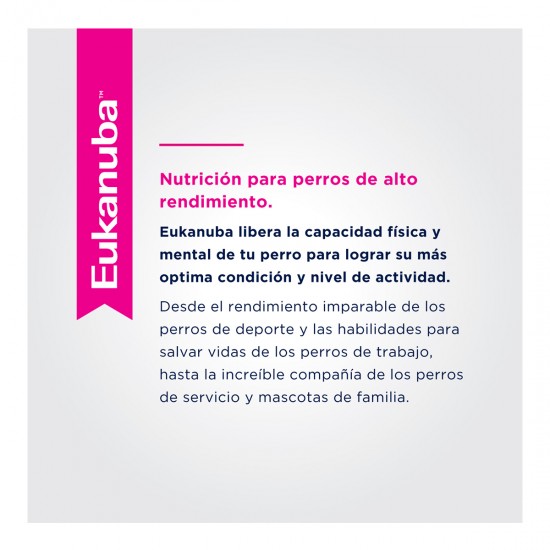 Eukanuba™
Nutrición para perros de alto
rendimiento.
Eukanuba libera la capacidad física y
mental de tu perro para lograr su más
optima condición y nivel de actividad.
Desde el rendimiento imparable de los
perros de deporte y las habilidades para
salvar vidas de los perros de trabajo,
hasta la increíble compañía de los perros
de servicio y mascotas de familia.